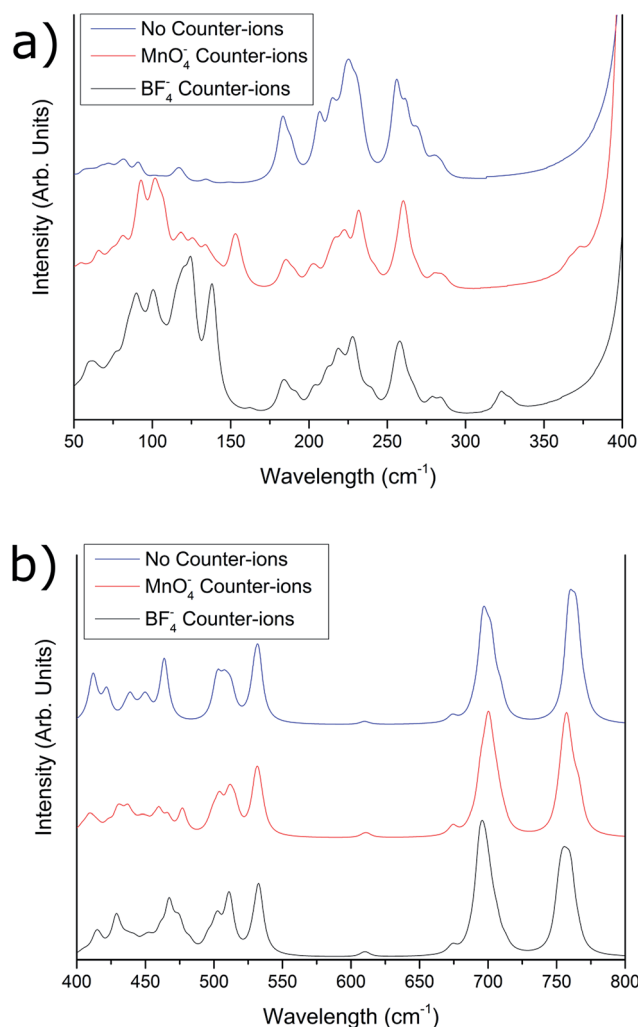 a)
No Counter-ions
MnO₄⁻ Counter-ions
BF₄⁻ Counter-ions
Intensity (Arb. Units)
50 100 150 200 250 300 350 400
Wavelength (cm⁻¹)
b)
No Counter-ions
MnO₄⁻ Counter-ions
BF₄⁻ Counter-ions
Intensity (Arb. Units)
400 450 500 550 600 650 700 750 800
Wavelength (cm⁻¹)